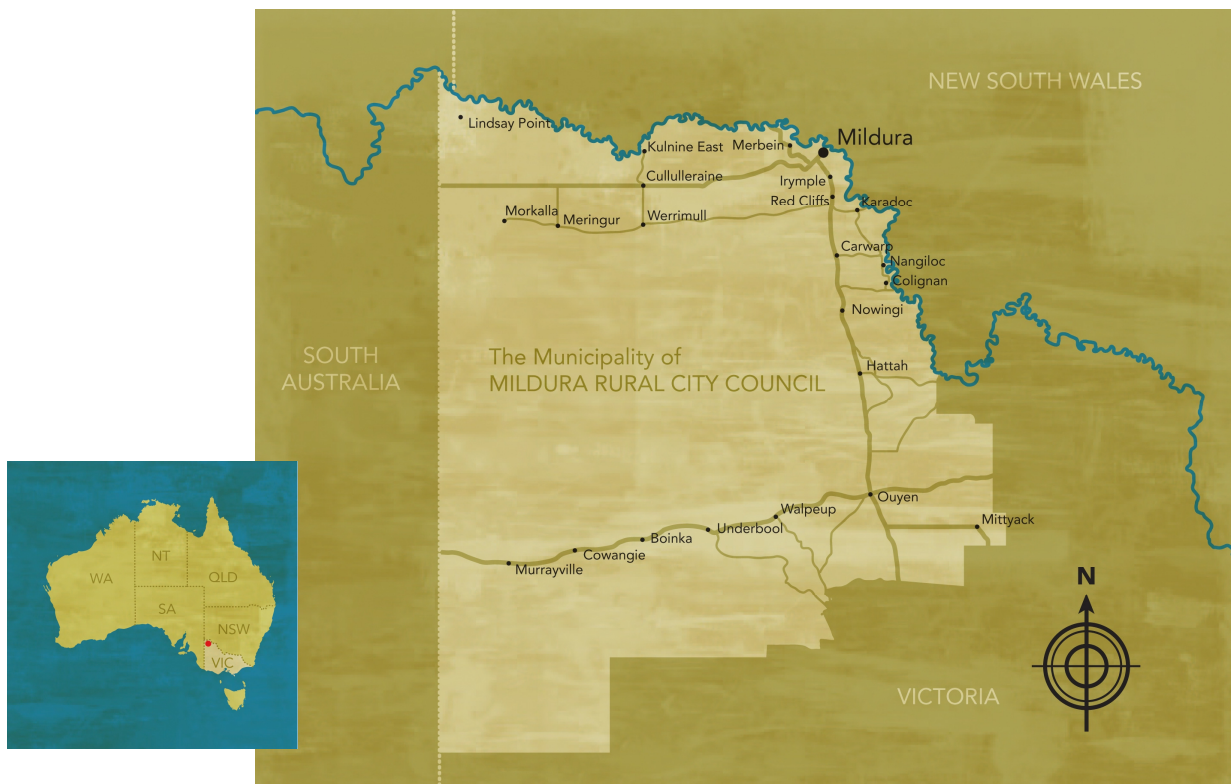 NEW SOUTH WALES
Lindsay Point
Mildura
Merbein
Kulnine East
Cullulleraine
Irymple
Red Cliffs
Karadoc
Morkalla
Meringur
Werrimull
Carwarp
Nangiloc
Colignan
Nowingi
SOUTH
AUSTRALIA
The Municipality of
MILDURA RURAL CITY COUNCIL
Hattah
Ouyen
Walpeup
Mittyack
Underbool
Boinka
Cowangie
Murrayville
N
VICTORIA
NT
WA
QLD
SA
NSW
VIC